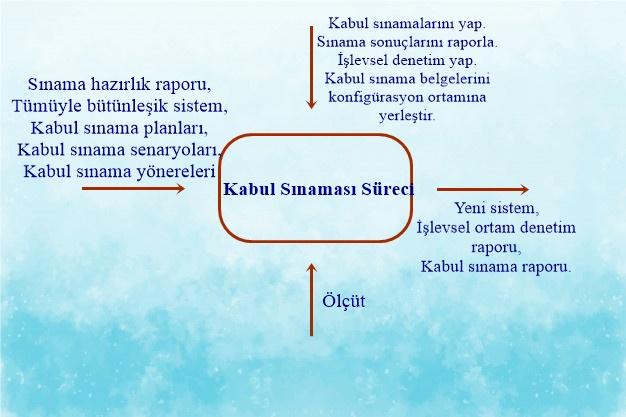 Kabul sınamalarını yap.
Sınama sonuçlarını raporla.
İşlevsel denetim yap.
Kabul sınama belgelerini
konfigürasyon ortamına
yerleştir.
Sınama hazırlık raporu,
Tümüyle bütünleşik sistem,
Kabul sınama planları,
Kabul sınama senaryoları,
Kabul sınama yönereleri
Kabul Sınaması Süreci
Yeni sistem,
İşlevsel ortam denetim
raporu,
Kabul sınama raporu.
Ölçüt